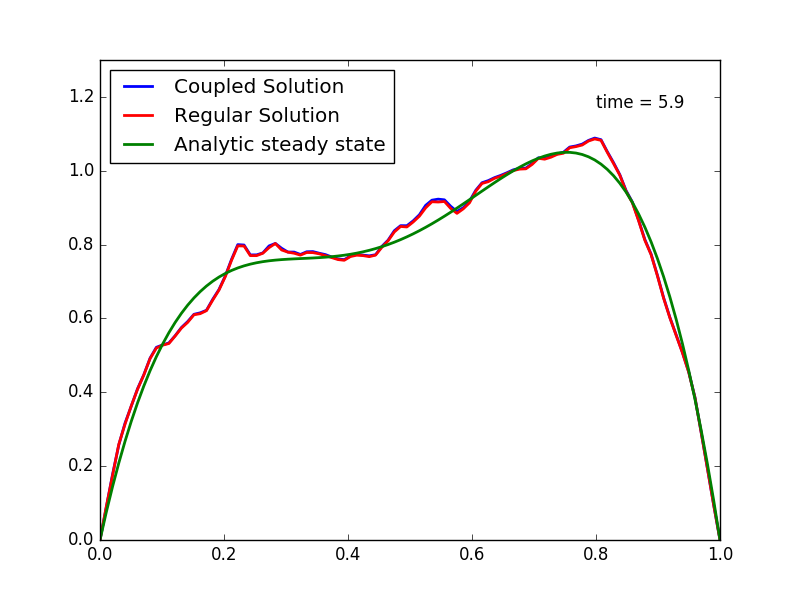 Coupled Solution
Regular Solution
Analytic steady state
time = 5.9
1.2
1.0
0.8
0.6
0.4
0.2
0.0
0.0 0.2 0.4 0.6 0.8 1.0